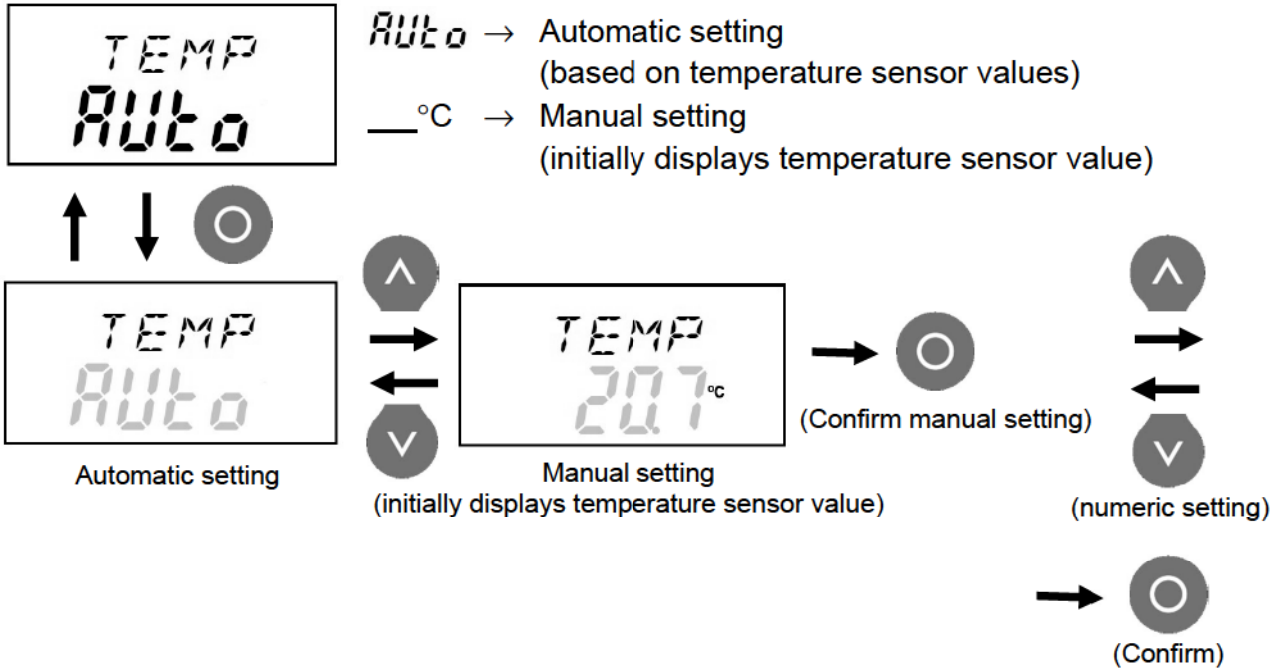 TEMP
AUto
AUto → Automatic setting
(based on temperature sensor values)
__°C → Manual setting
(initially displays temperature sensor value)
TEMP
AUto
Automatic setting
TEMP
20.7 °C
Manual setting
(initially displays temperature sensor value)
(Confirm manual setting)
(numeric setting)
(Confirm)